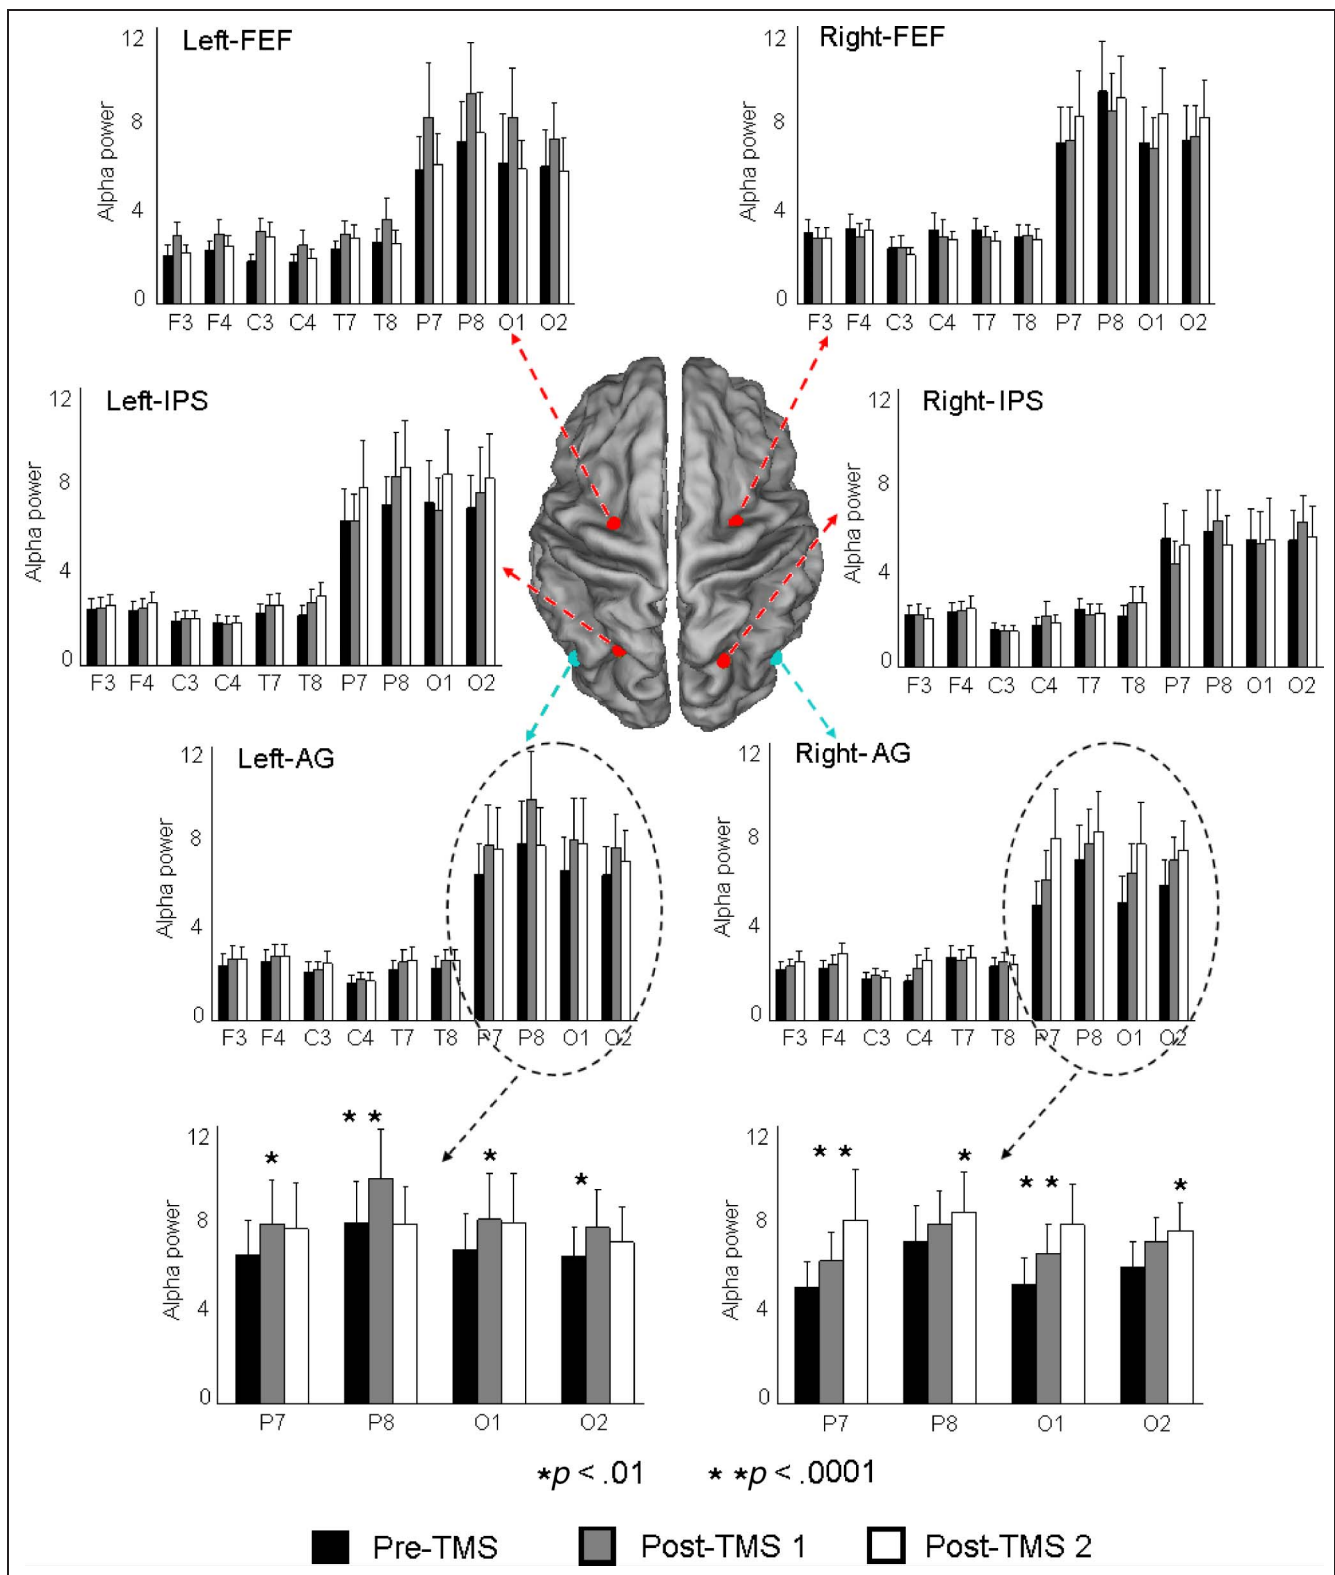 Left-FEF
12
8
4
0
Alpha power
F3 F4 C3 C4 T7 T8 P7 P8 O1 O2
Right-FEF
12
8
4
0
Alpha power
F3 F4 C3 C4 T7 T8 P7 P8 O1 O2
Left-IPS
12
8
4
0
Alpha power
F3 F4 C3 C4 T7 T8 P7 P8 O1 O2
Right-IPS
12
8
4
0
Alpha power
F3 F4 C3 C4 T7 T8 P7 P8 O1 O2
Left-AG
12
8
4
0
Alpha power
F3 F4 C3 C4 T7 T8 P7 P8 O1 O2
Right-AG
12
8
4
0
Alpha power
F3 F4 C3 C4 T7 T8 P7 P8 O1 O2
12
8
4
0
Alpha power
* ** * *
P7 P8 O1 O2
12
8
4
0
Alpha power
** * ** *
P7 P8 O1 O2
*p < .01 **p < .0001
Pre-TMS Post-TMS 1 Post-TMS 2